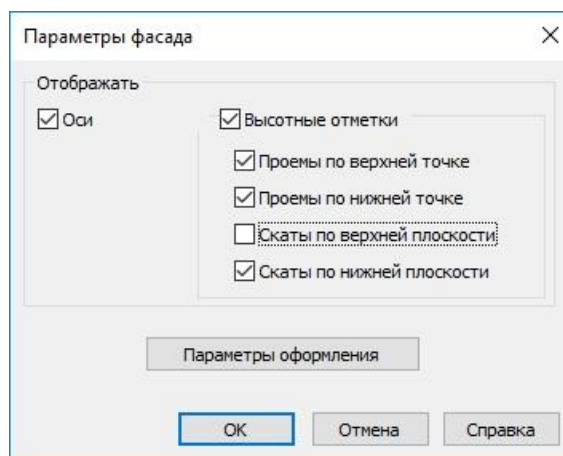 Параметры фасада
Отображать
Оси
Высотные отметки
Проемы по верхней точке
Проемы по нижней точке
Скаты по верхней плоскости
Скаты по нижней плоскости
Параметры оформления
OK Отмена Справка